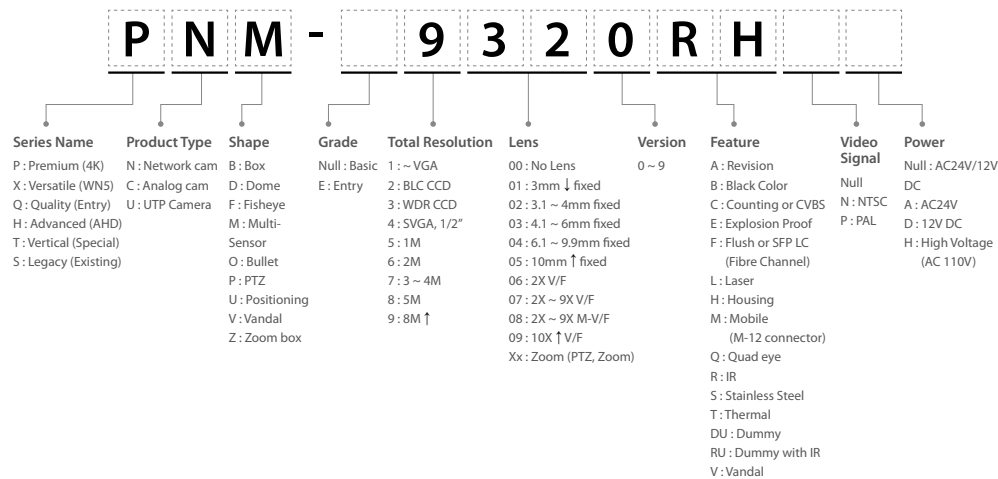 PNM-9320RH
Series Name
P : Premium (4K)
X : Versatile (WN5)
Q : Quality (Entry)
H : Advanced (AHD)
T : Vertical (Special)
S : Legacy (Existing)
Product Type
N : Network cam
C : Analog cam
U : UTP Camera
Shape
B : Box
D : Dome
F : Fisheye
M : Multi-
Sensor
O : Bullet
P : PTZ
U : Positioning
V : Vandal
Z : Zoom box
Grade
Null : Basic
E : Entry
Total Resolution
1 : ~ VGA
2 : BLC CCD
3 : WDR CCD
4 : SVGA, 1/2”
5 : 1M
6 : 2M
7 : 3 ~ 4M
8 : 5M
9 : 8M ↑
Lens
00 : No Lens
01 : 3mm ↓ fixed
02 : 3.1 ~ 4mm fixed
03 : 4.1 ~ 6mm fixed
04 : 6.1 ~ 9.9mm fixed
05 : 10mm ↑ fixed
06 : 2X V/F
07 : 2X ~ 9X V/F
08 : 2X ~ 9X M-V/F
09 : 10X ↑ V/F
Xx : Zoom (PTZ, Zoom)
Version
0 ~ 9
Feature
A : Revision
B : Black Color
C : Counting or CVBS
E : Explosion Proof
F : Flush or SFP LC
(Fibre Channel)
L : Laser
H : Housing
M : Mobile
(M-12 connector)
Q : Quad eye
R : IR
S : Stainless Steel
T : Thermal
DU : Dummy
RU : Dummy with IR
V : Vandal
Video
Signal
Null
N : NTSC
P : PAL
Power
Null : AC24V/12V
DC
A : AC24V
D : 12V DC
H : High Voltage
(AC 110V)